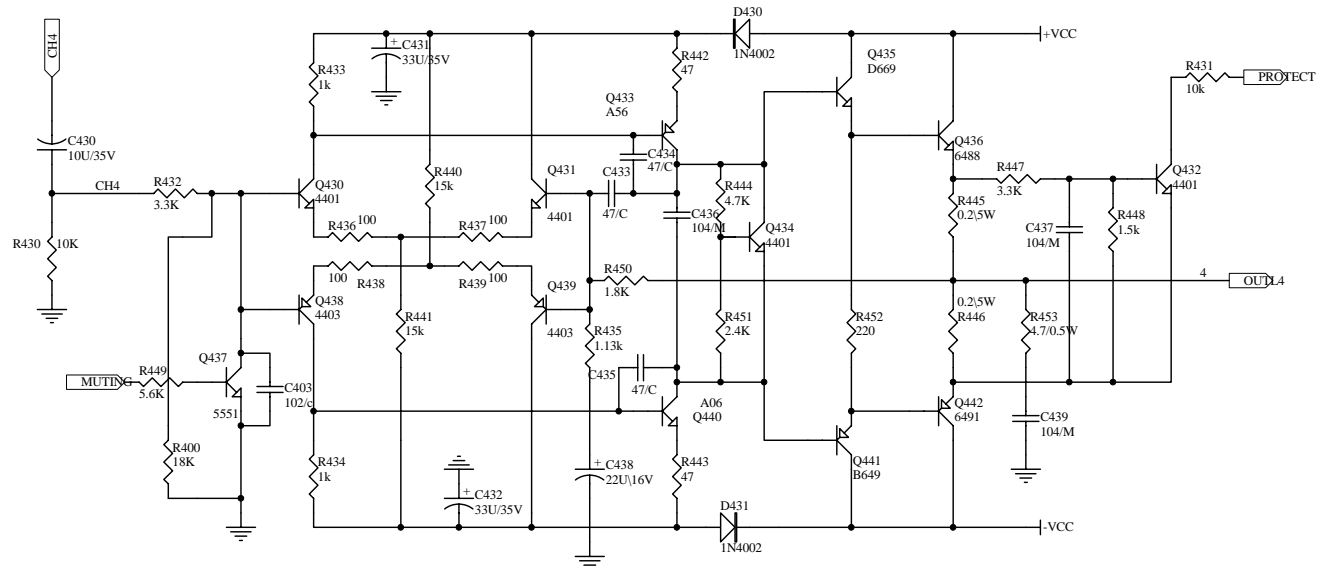 CH4
C430
10U/35V
CH4
R432
3.3K
R430
10K
MUTING
R449
5.6K
Q437
5551
C403
102/c
R400
18K
R433
1k
C431
33U/35V
Q430
4401
R436
100
R440
15k
R437
100
Q431
4401
100
R438
R439
100
Q438
4403
Q439
4403
R441
15k
R434
1k
C432
33U/35V
C438
22U\16V
R435
1.13k
R450
1.8K
C433
47/C
C434
47/C
C435
47/C
C436
104/M
Q433
A56
R442
47
D430
1N4002
R444
4.7K
Q434
4401
R451
2.4K
A06
Q440
R443
47
D431
1N4002
Q435
D669
Q436
6488
R452
220
Q441
B649
Q442
6491
R445
0.2\5W
0.2\5W
R446
R447
3.3K
C437
104/M
R448
1.5k
R453
4.7/0.5W
C439
104/M
Q432
4401
R431
10k
PROTECT
+VCC
-VCC
4
OUTL4